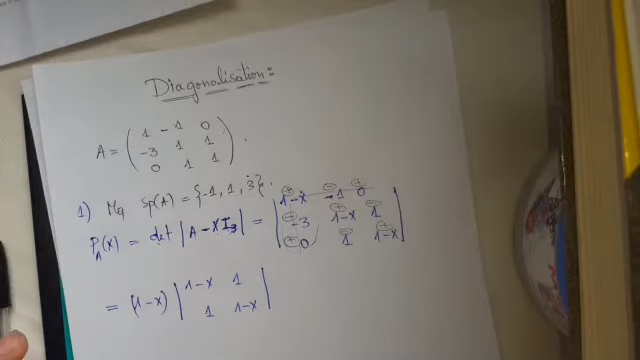 Diagonalisation:
A = ( 1 -1 0
-3 1 1
0 1 1 ) .
1) Mq Sp(A) = {-1, 1, 3}.
P_A(X) = det |A - XI_3| = | 1-X -1 0
-3 1-X 1
0 1 1-X |
= (1-X) | 1-X 1
1 1-X |